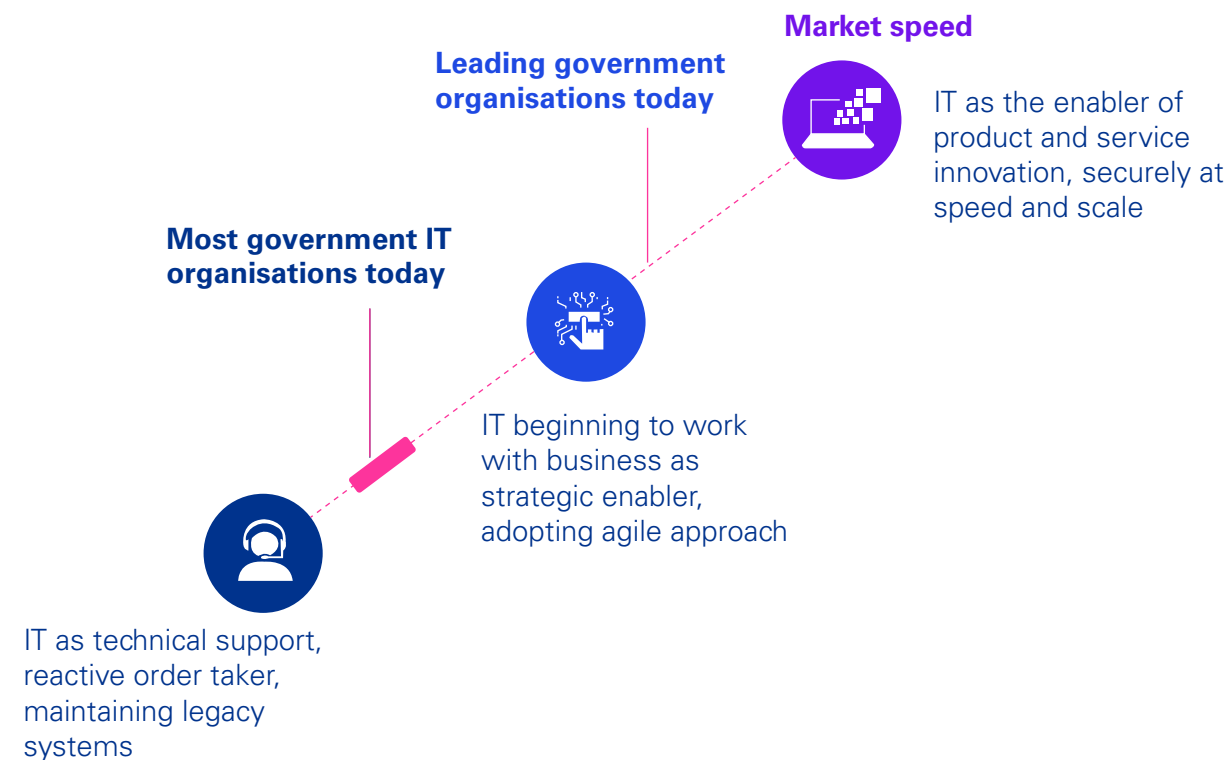 Market speed
IT as the enabler of
product and service
innovation, securely at
speed and scale
Leading government
organisations today
IT beginning to work
with business as
strategic enabler,
adopting agile approach
Most government IT
organisations today
IT as technical support,
reactive order taker,
maintaining legacy
systems